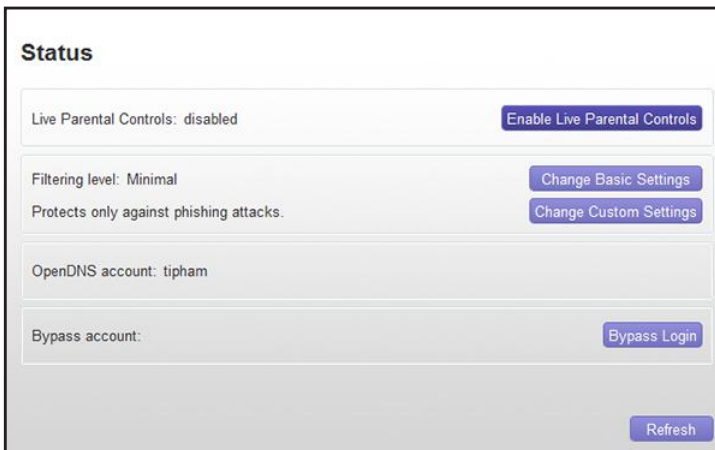 Status
Live Parental Controls: disabled Enable Live Parental Controls
Filtering level: Minimal Change Basic Settings
Protects only against phishing attacks. Change Custom Settings
OpenDNS account: tipham
Bypass account: Bypass Login
Refresh